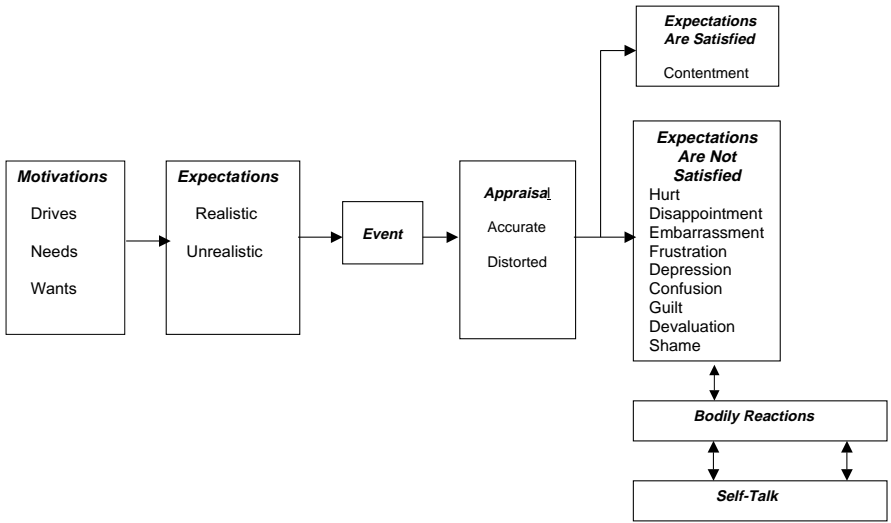 Motivations
Drives
Needs
Wants
Expectations
Realistic
Unrealistic
Event
Appraisal
Accurate
Distorted
Expectations
Are Satisfied
Contentment
Expectations
Are Not
Satisfied
Hurt
Disappointment
Embarrassment
Frustration
Depression
Confusion
Guilt
Devaluation
Shame
Bodily Reactions
Self-Talk